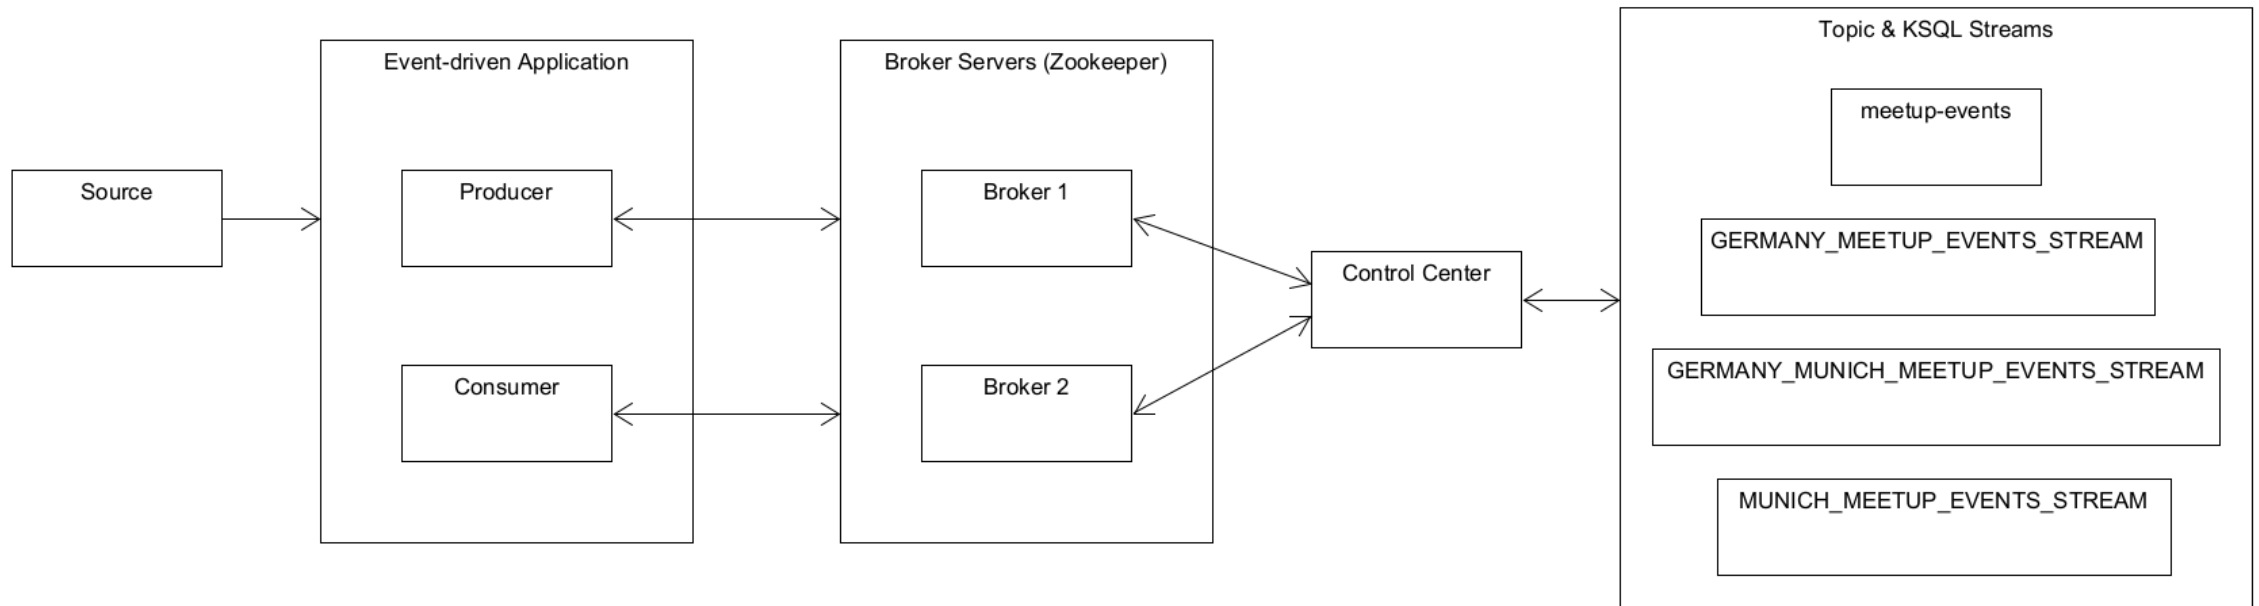 Source
Event-driven Application
Producer
Consumer
Broker Servers (Zookeeper)
Broker 1
Broker 2
Control Center
Topic & KSQL Streams
meetup-events
GERMANY_MEETUP_EVENTS_STREAM
GERMANY_MUNICH_MEETUP_EVENTS_STREAM
MUNICH_MEETUP_EVENTS_STREAM